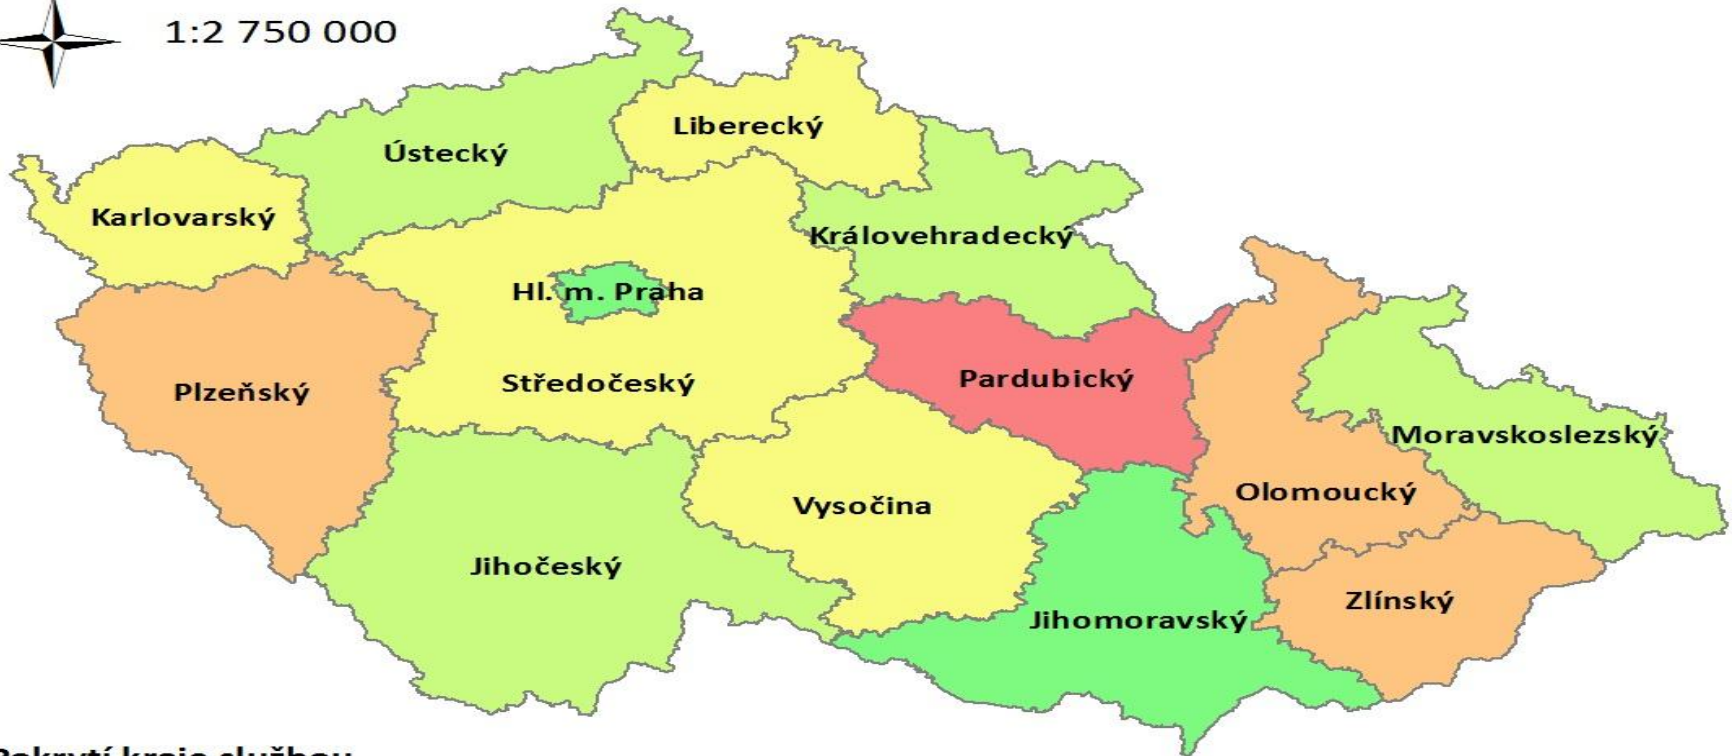 1:2 750 000
Liberecký
Ústecký
Karlovarský
Královehradecký
Hl. m. Praha
Středočeský
Plzeňský
Pardubický
Moravskoslezský
Olomoucký
Vysočina
Jihočeský
Zlínský
Jihomoravský